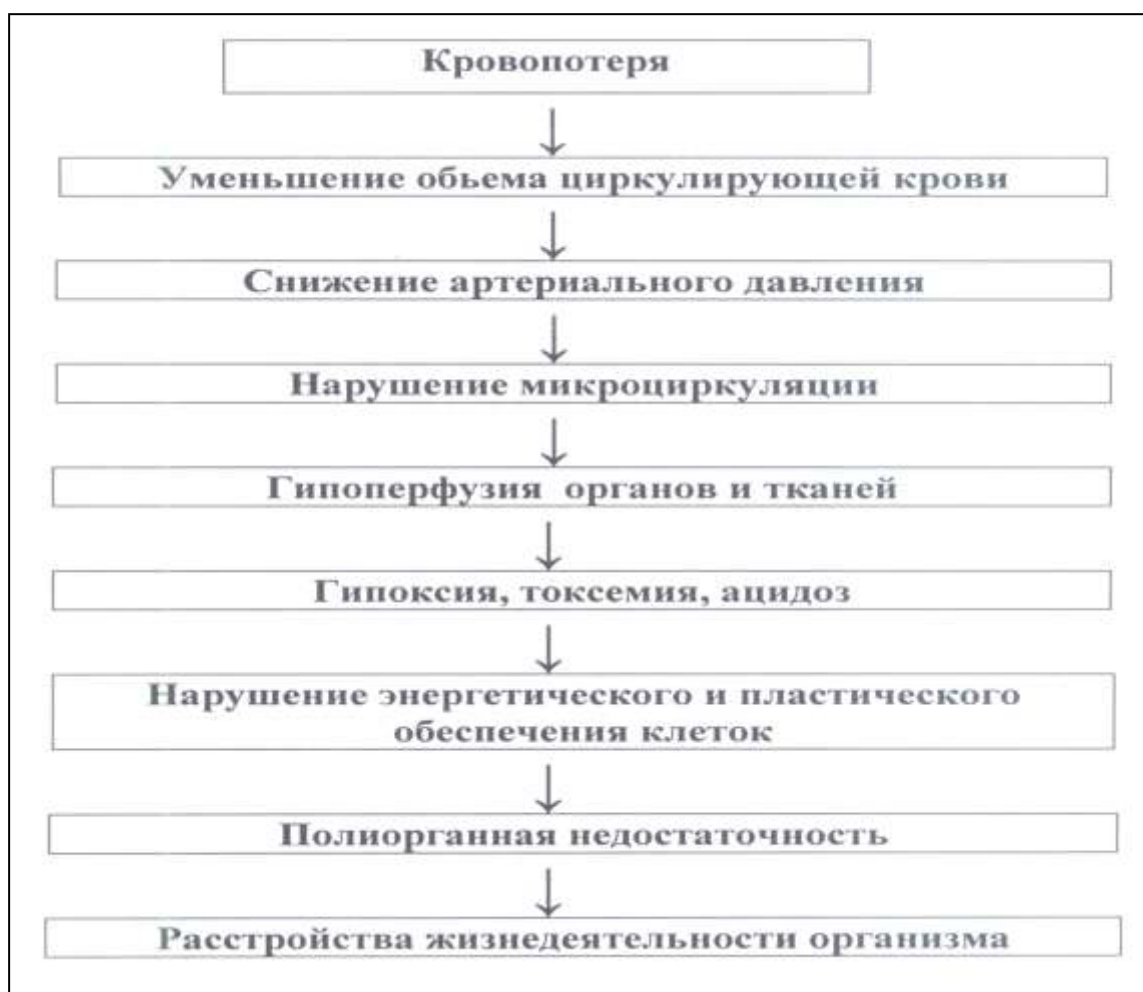 Кровопотеря
Уменьшение обьема циркулирующей крови
Снижение артериального давления
Нарушение микроциркуляции
Гипоперфузия органов и тканей
Гипоксия, токсемия, ацидоз
Нарушение энергетического и пластического
обеспечения клеток
Полиорганная недостаточность
Расстройства жизнедеятельности организма